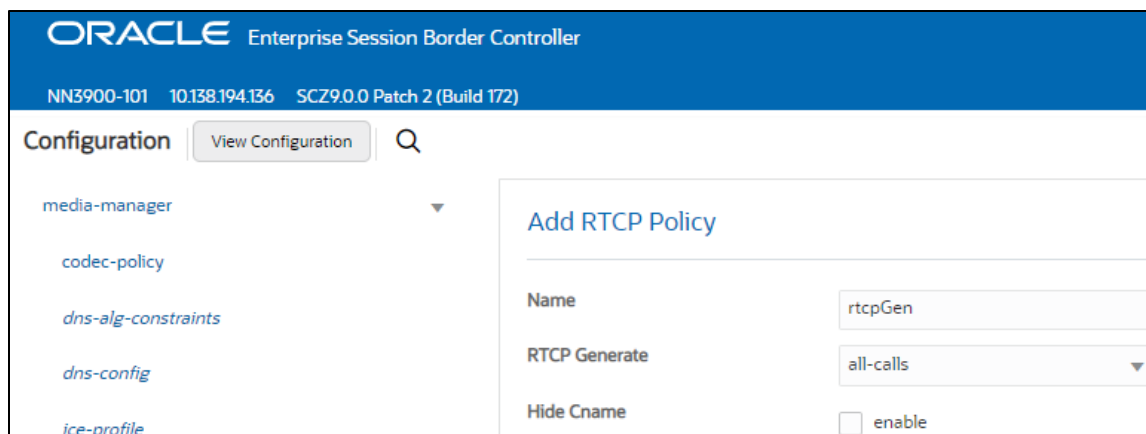 ORACLE Enterprise Session Border Controller
NN3900-101 10.138.194.136 SCZ9.0.0 Patch 2 (Build 172)
Configuration View Configuration
media-manager
codec-policy
dns-alg-constraints
dns-config
ice-profile
Add RTCP Policy
Name rtcpGen
RTCP Generate all-calls
Hide Cname enable